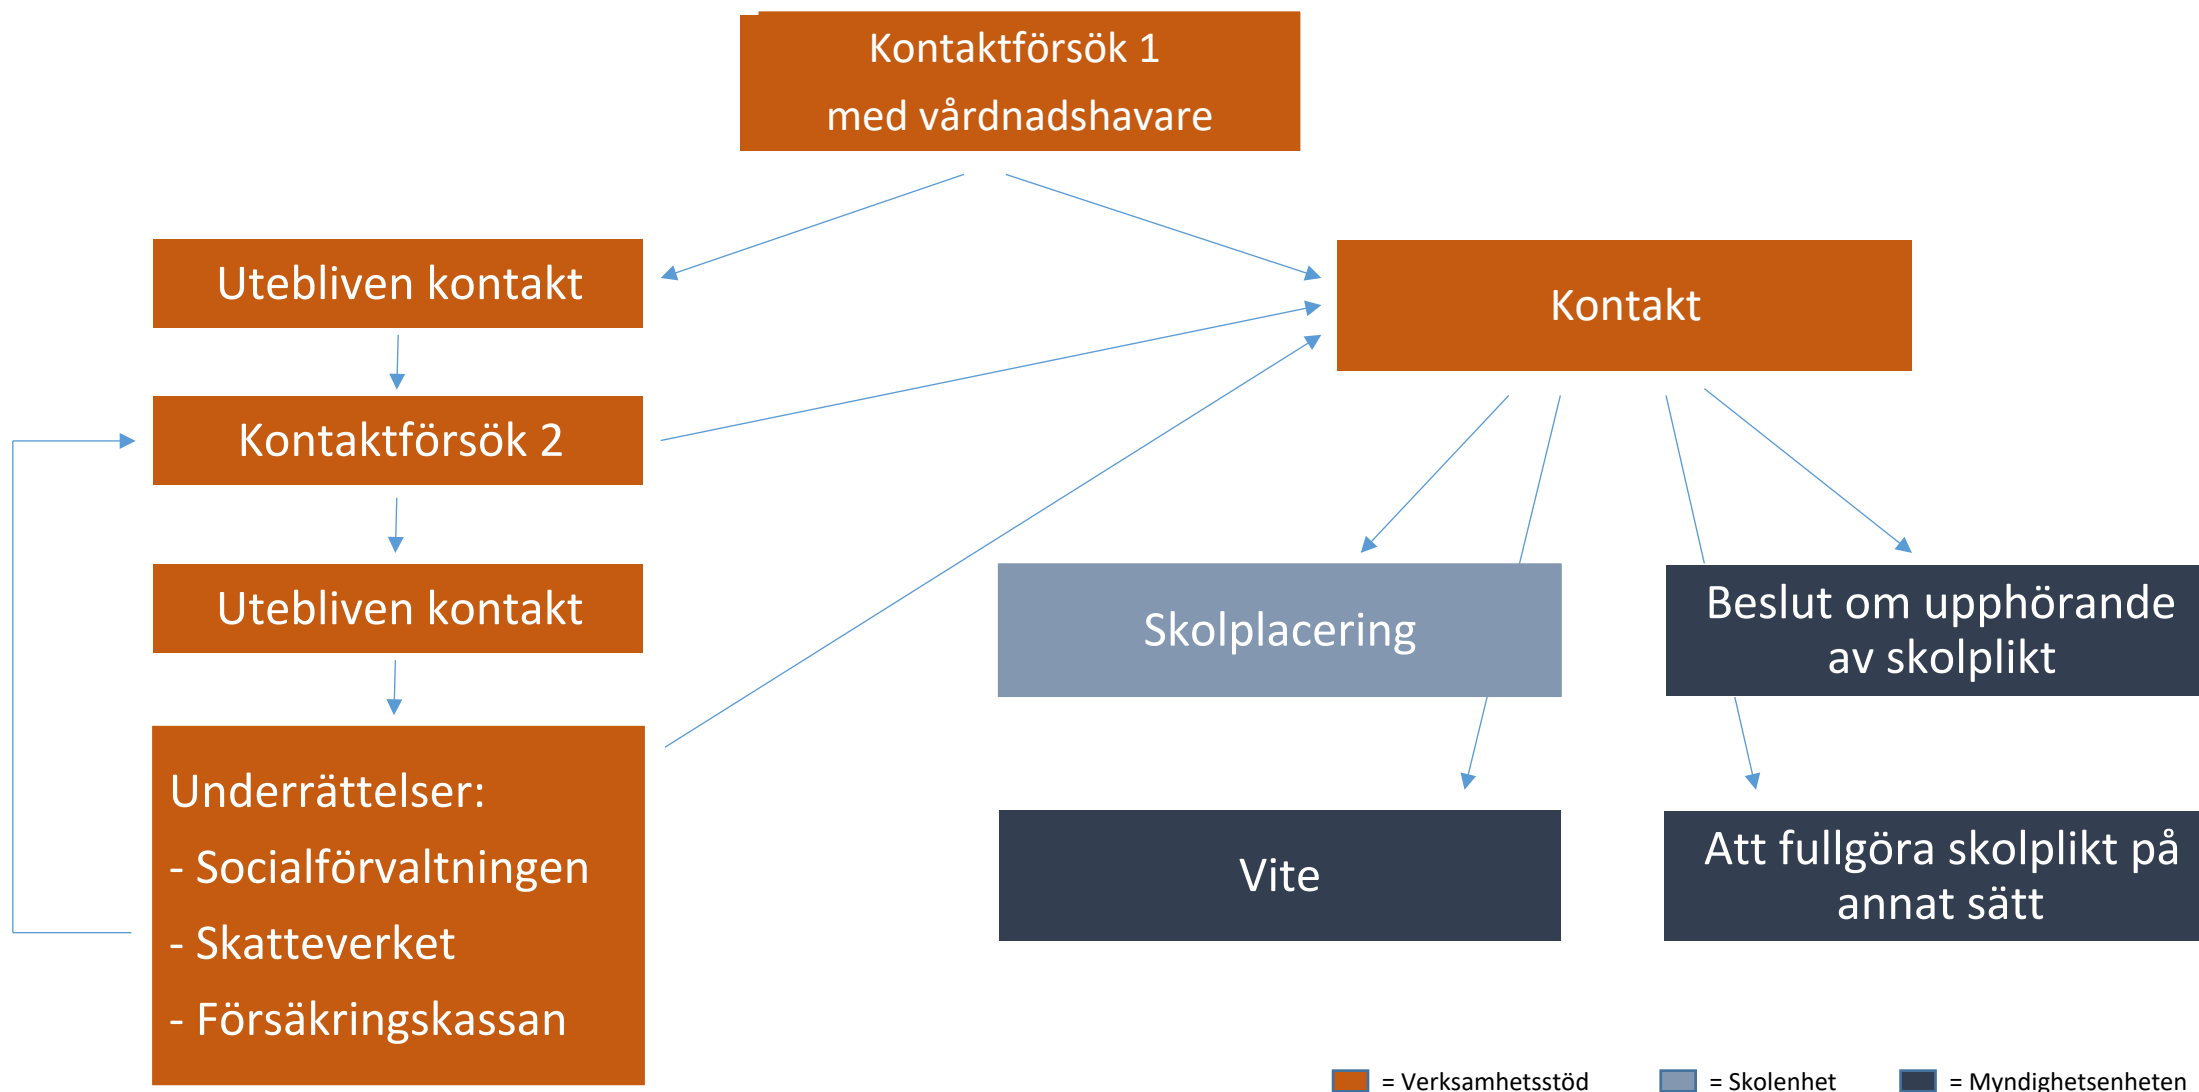 Kontaktförsök 1
med vårdnadshavare
Utebliven kontakt
Kontakt
Kontaktförsök 2
Utebliven kontakt
Skolplacering
Beslut om upphörande
av skolplikt
Underrättelser:
- Socialförvaltningen
- Skatteverket
- Försäkringskassan
Vite
Att fullgöra skolplikt på
annat sätt
= Verksamhetsstöd
= Skolenhet
= Myndighetsenheten